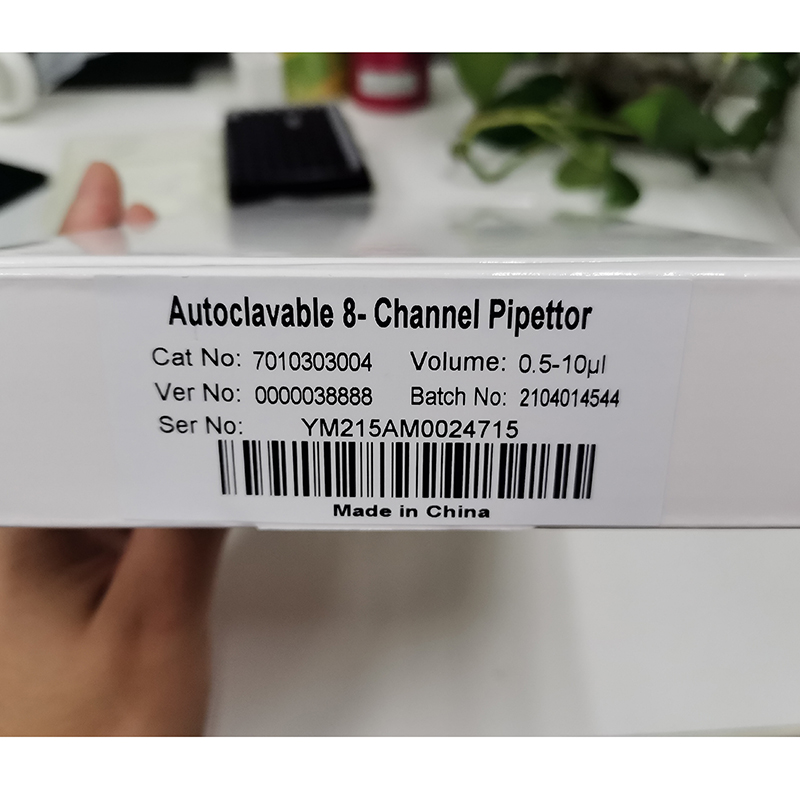 Autoclavable 8- Channel Pipettor
Cat No: 7010303004 Volume: 0.5-10µl
Ver No: 0000038888 Batch No: 2104014544
Ser No: YM215AM0024715
Made in China